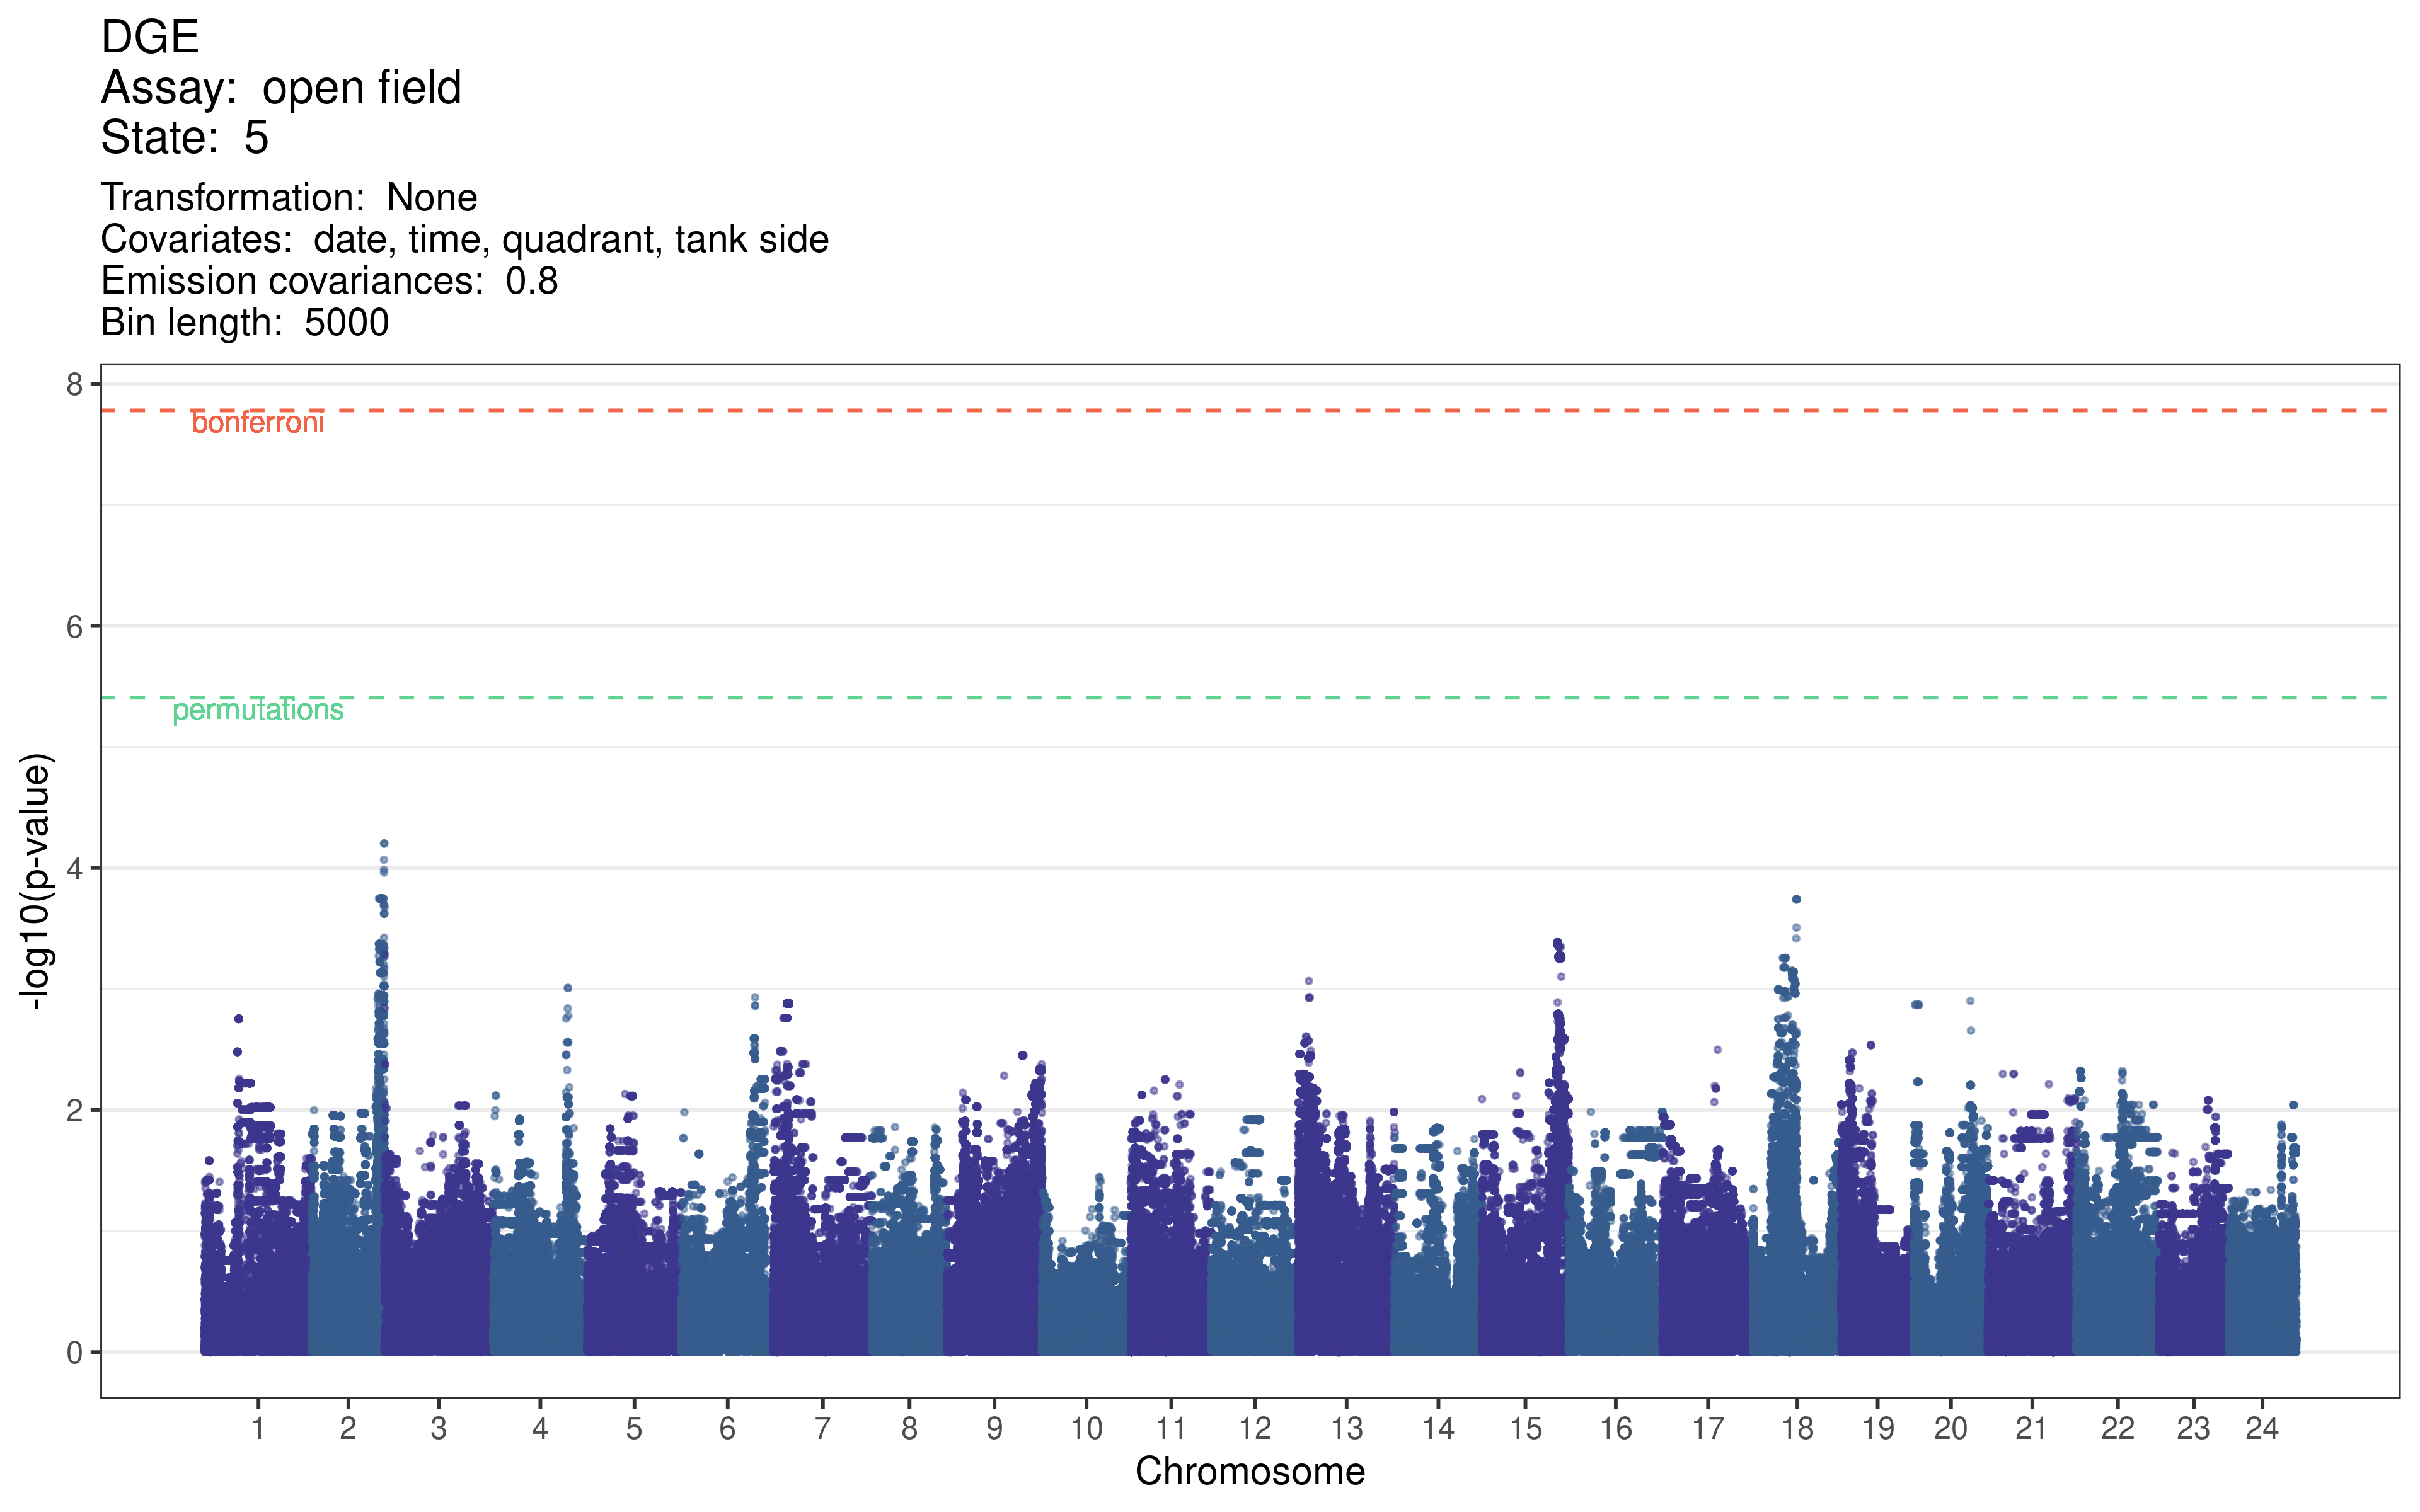 DGE
Assay:  open field
State:  5
Transformation:  None
Covariates:  date, time, quadrant, tank side
Emission covariances:  0.8
Bin length:  5000
8
bonferroni
6
permutations
4
2
0
-log10(p-value)
1 2 3 4 5 6 7 8 9 10 11 12 13 14 15 16 17 18 19 20 21 22 23 24
Chromosome